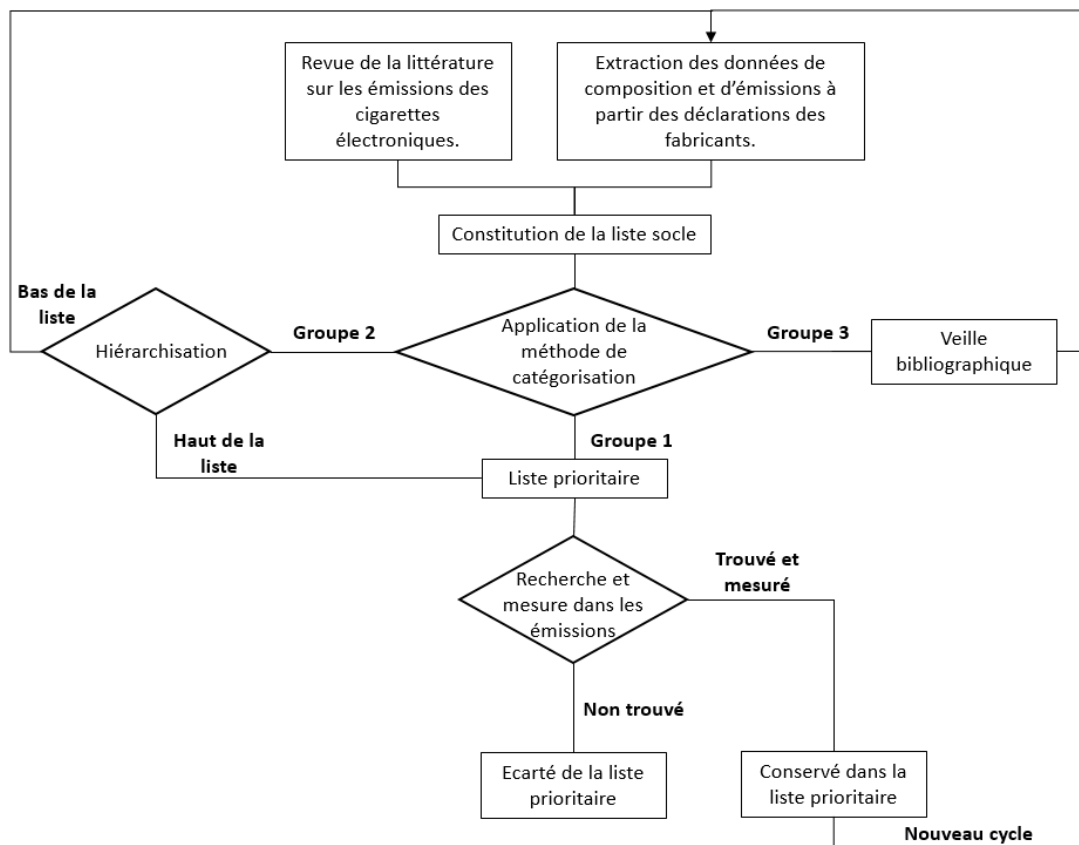 Revue de la littérature
sur les émissions des
cigarettes
électroniques.
Extraction des données de
composition et d'émissions à
partir des déclarations des
fabricants.
Constitution de la liste socle
Bas de la
liste
Hiérarchisation
Groupe 2
Application de la
méthode de
catégorisation
Groupe 3
Veille
bibliographique
Haut de la
liste
Groupe 1
Liste prioritaire
Recherche et
mesure dans les
émissions
Trouvé et
mesuré
Non trouvé
Ecarté de la liste
prioritaire
Conservé dans la
liste prioritaire
Nouveau cycle